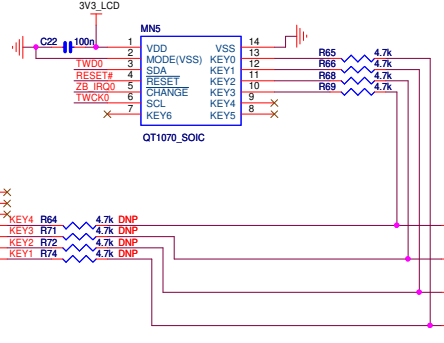 3V3_LCD
C22 100n
MN5
1 VDD VSS 14
2 MODE(VSS) KEY0 13 R65 4.7k
TWD0 3 SDA KEY1 12 R66 4.7k
RESET# 4 RESET KEY2 11 R68 4.7k
ZB_IRQ0 5 CHANGE KEY3 10 R69 4.7k
TWCK0 6 SCL KEY4 9
7 KEY6 KEY5 8
QT1070_SOIC
KEY4 R64 4.7k DNP
KEY3 R71 4.7k DNP
KEY2 R72 4.7k DNP
KEY1 R74 4.7k DNP